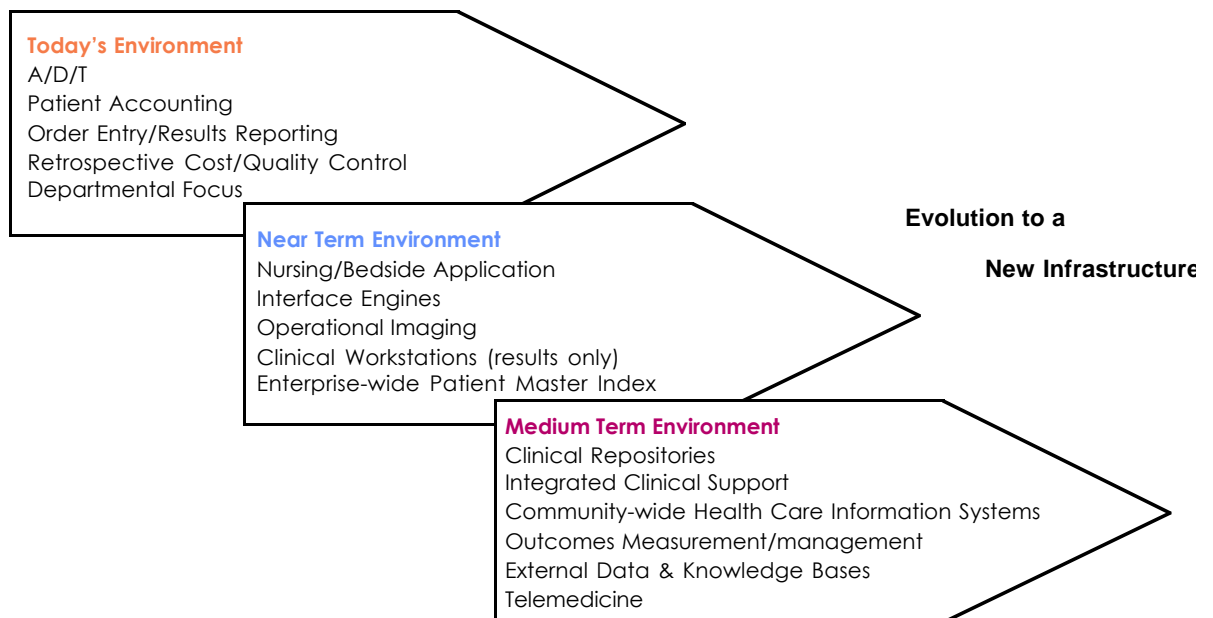 Today’s Environment
A/D/T
Patient Accounting
Order Entry/Results Reporting
Retrospective Cost/Quality Control
Departmental Focus
Evolution to a
New Infrastructure
Near Term Environment
Nursing/Bedside Application
Interface Engines
Operational Imaging
Clinical Workstations (results only)
Enterprise-wide Patient Master Index
Medium Term Environment
Clinical Repositories
Integrated Clinical Support
Community-wide Health Care Information Systems
Outcomes Measurement/management
External Data & Knowledge Bases
Telemedicine